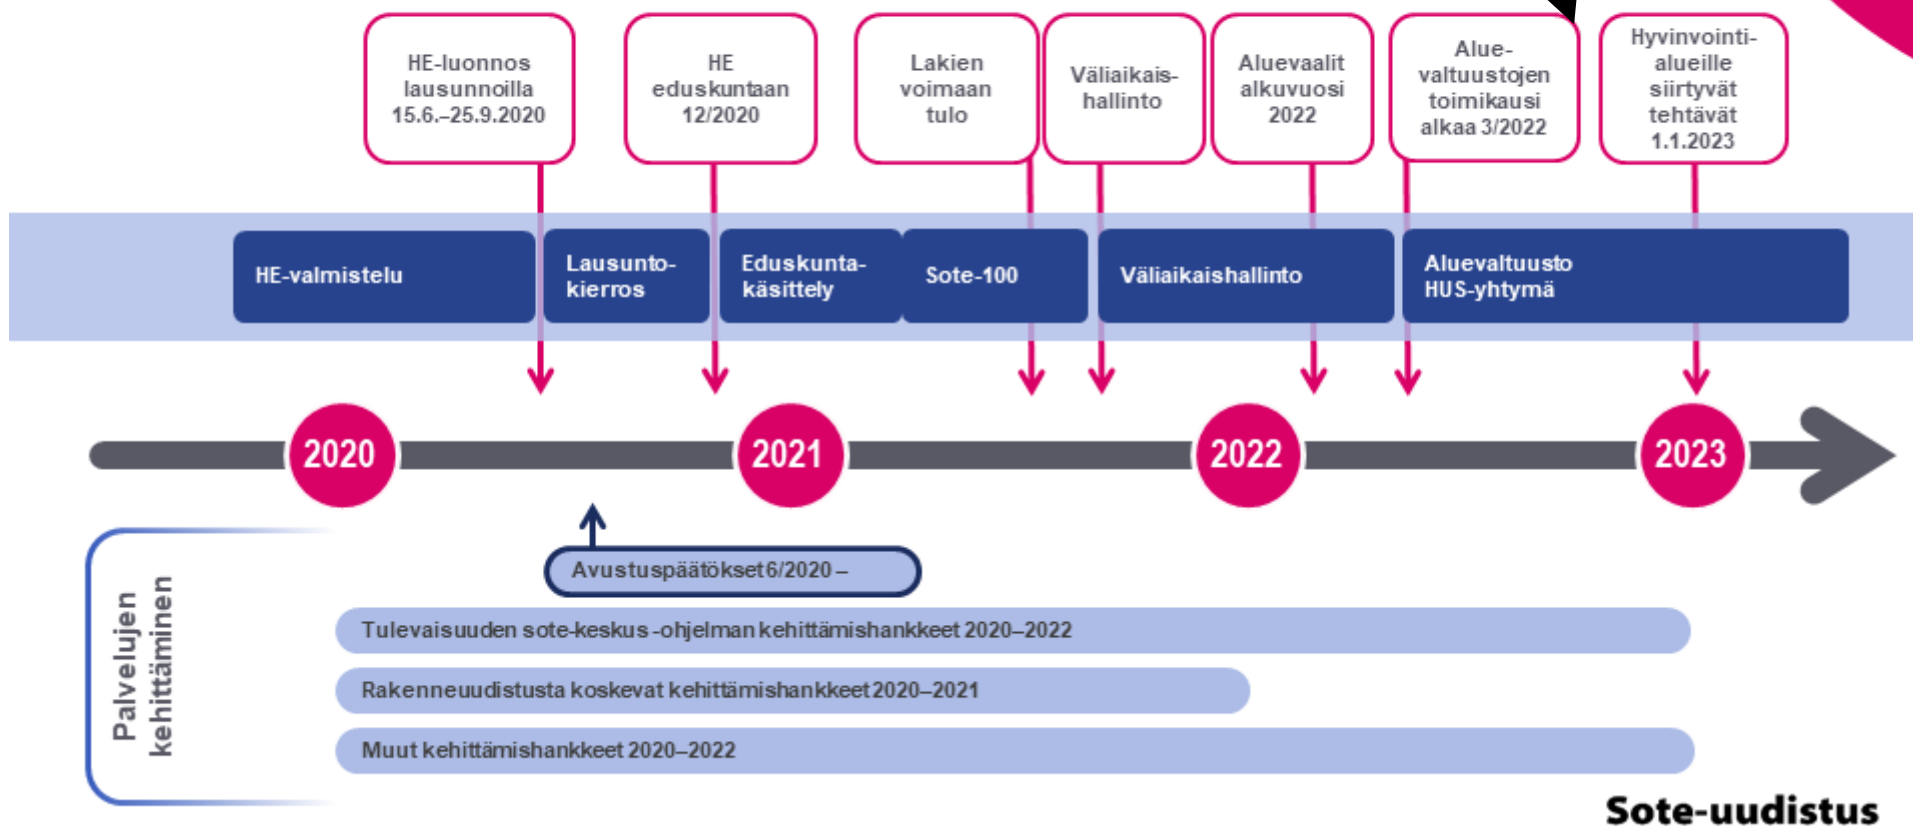 HE-luonnos
lausunnoilla
15.6.–25.9.2020
HE
eduskuntaan
12/2020
Lakien
voimaan
tulo
Väliaikais-
hallinto
Aluevaalit
alkuvuosi
2022
Alue-
valtuustojen
toimikausi
alkaa 3/2022
Hyvinvointi-
alueille
siirtyvät
tehtävät
1.1.2023
HE-valmistelu
Lausunto-
kierros
Eduskunta-
käsittely
Sote-100
Väliaikaishallinto
Aluevaltuusto
HUS-yhtymä
2020
2021
2022
2023
Palvelujen
kehittäminen
Avustuspäätökset 6/2020 –
Tulevaisuuden sote-keskus -ohjelman kehittämishankkeet 2020–2022
Rakenneuudistusta koskevat kehittämishankkeet 2020–2021
Muut kehittämishankkeet 2020–2022
Sote-uudistus